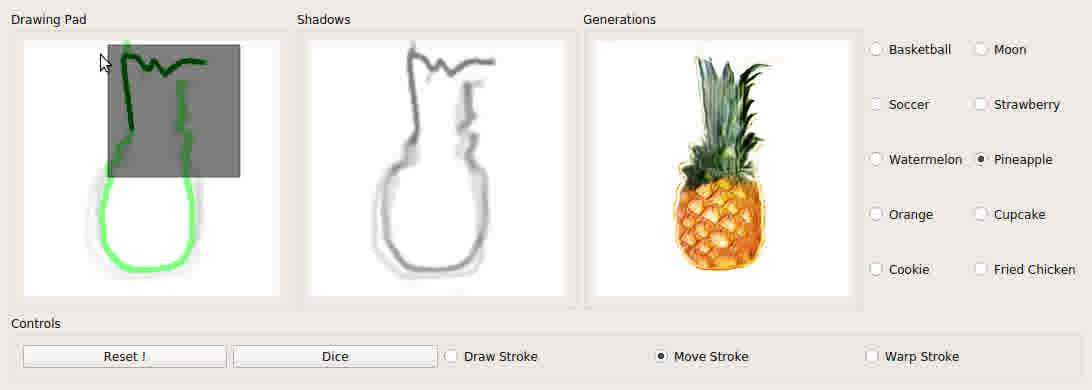 Drawing Pad
Shadows
Generations
Basketball
Moon
Soccer
Strawberry
Watermelon
Pineapple
Orange
Cupcake
Cookie
Fried Chicken
Controls
Reset !
Dice
Draw Stroke
Move Stroke
Warp Stroke